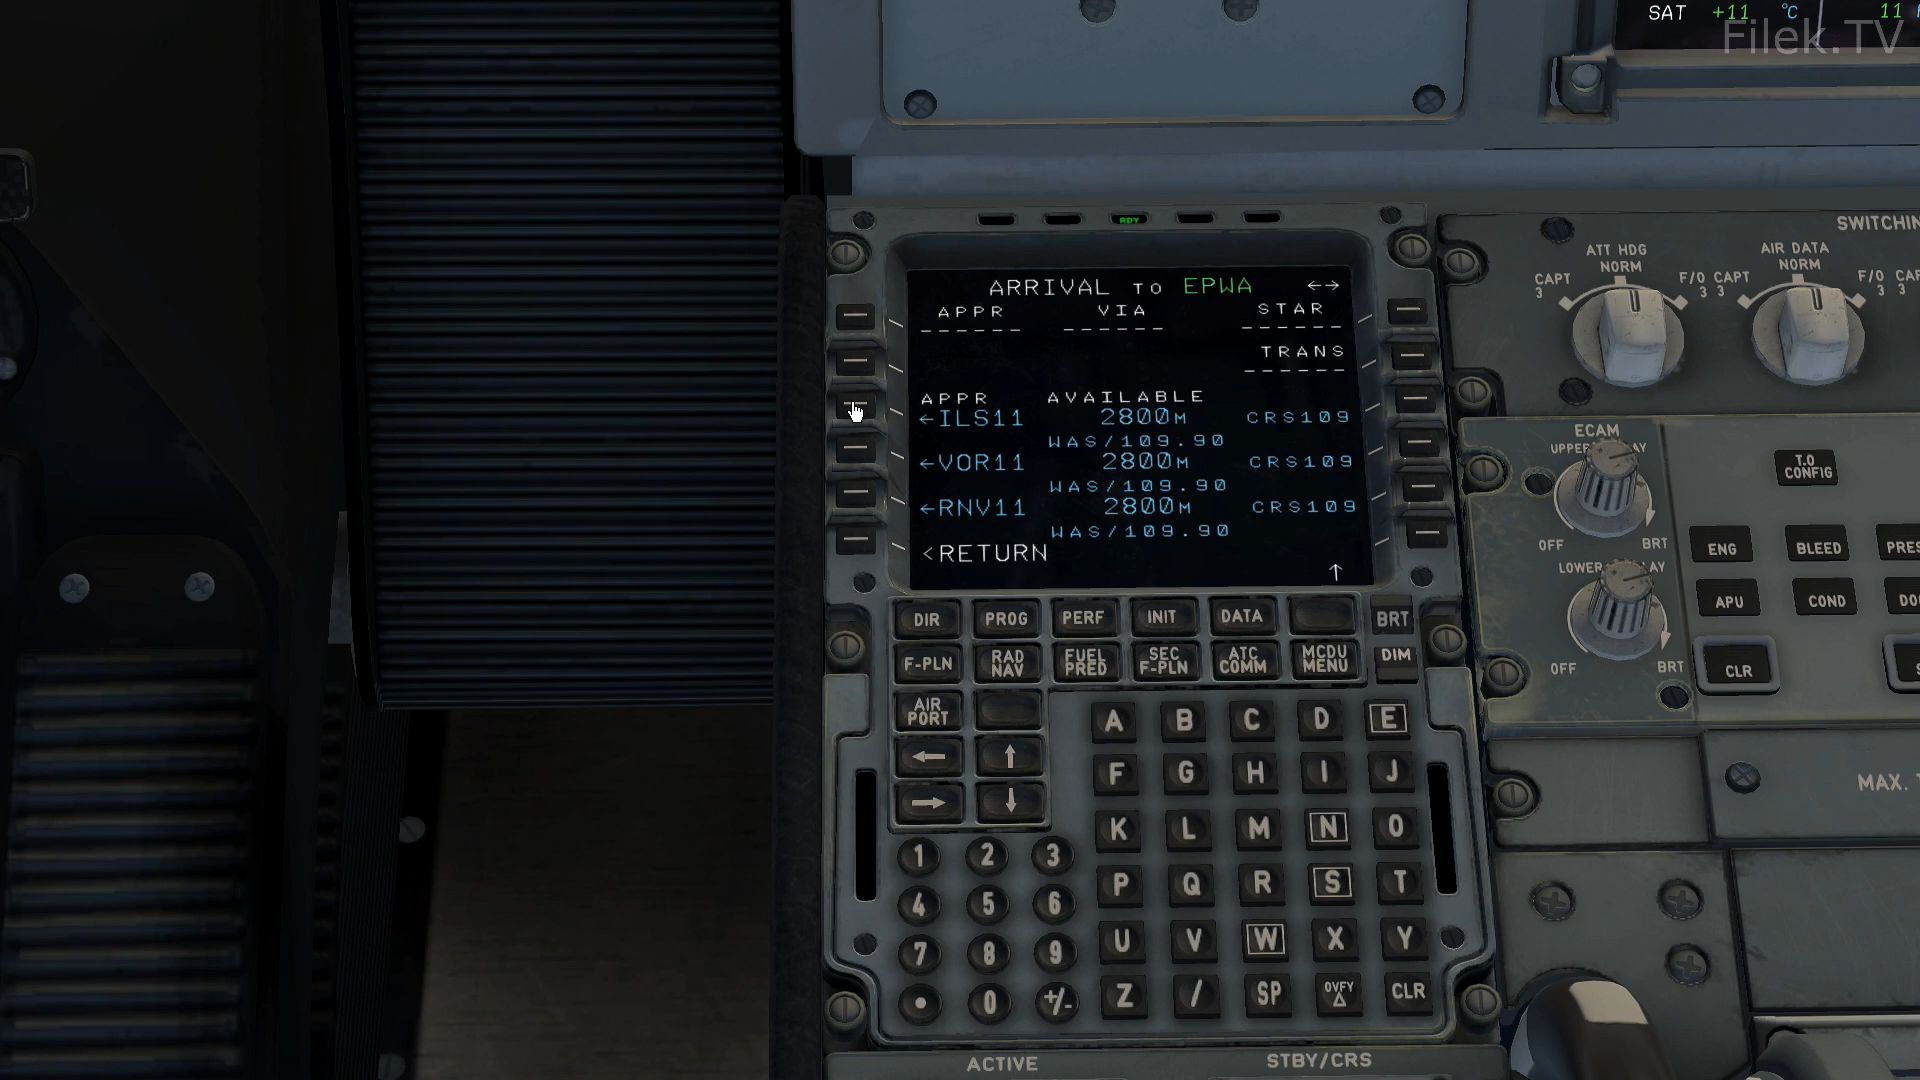 SAT +11 °C 11
Filek.TV
RDY
ARRIVAL TO EPWA ←→
APPR VIA STAR
------ ------ ------
TRANS
------
APPR AVAILABLE
←ILS11 2800M CRS109
WAS/109.90
←VOR11 2800M CRS109
WAS/109.90
←RNV11 2800M CRS109
WAS/109.90
<RETURN
↑
DIR PROG PERF INIT DATA BRT
F-PLN RAD NAV FUEL PRED SEC F-PLN ATC COMM MCDU MENU DIM
AIR PORT
← ↑
→ ↓
A B C D E
F G H I J
K L M N O
P Q R S T
U V W X Y
Z / SP OVFY Δ CLR
1 2 3
4 5 6
7 8 9
• 0 +/-
ACTIVE STBY/CRS
SWITCHIN
ATT HDG
NORM
CAPT 3 F/O 3
AIR DATA
NORM
CAPT 3 F/O 3
CAP 3
ECAM
UPPER AY
OFF BRT
LOWER AY
OFF BRT
T.O CONFIG
ENG BLEED PRES
APU COND DO
CLR S
MAX.